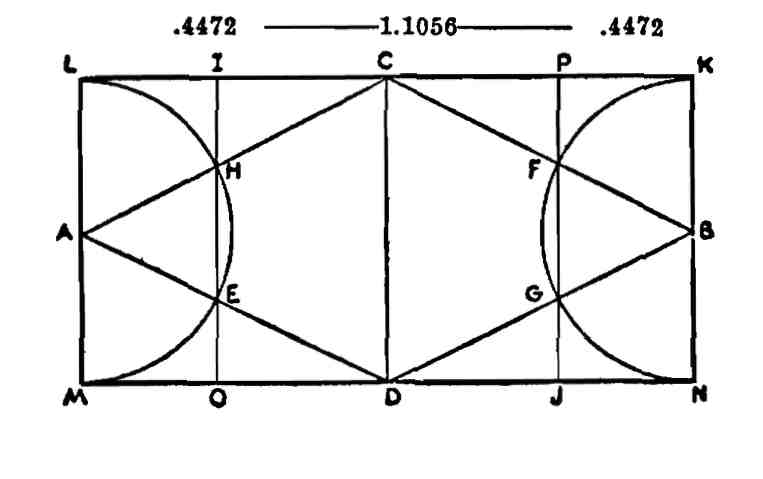 .4472 1.1056 .4472
L I C P K
H F
A B
E G
M O D J N